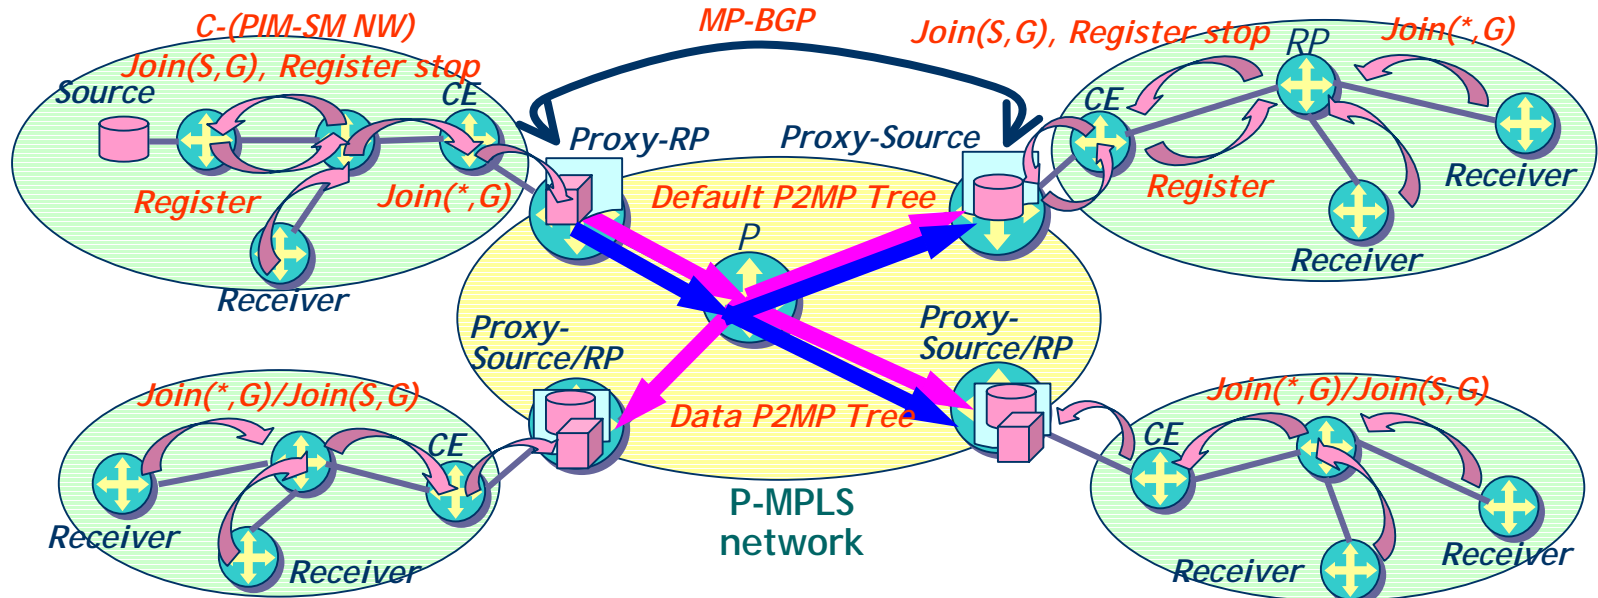 C-(PIM-SM NW)
Join(S,G), Register stop
Source
CE
Register
Join(*,G)
Receiver
MP-BGP
Proxy-RP
Proxy-Source
Join(S,G), Register stop
RP
Join(*,G)
CE
Register
Receiver
Receiver
Default P2MP Tree
P
Proxy-
Source/RP
Proxy-
Source/RP
Data P2MP Tree
P-MPLS
network
Join(*,G)/Join(S,G)
CE
Receiver
Receiver
Join(*,G)/Join(S,G)
CE
Receiver
Receiver